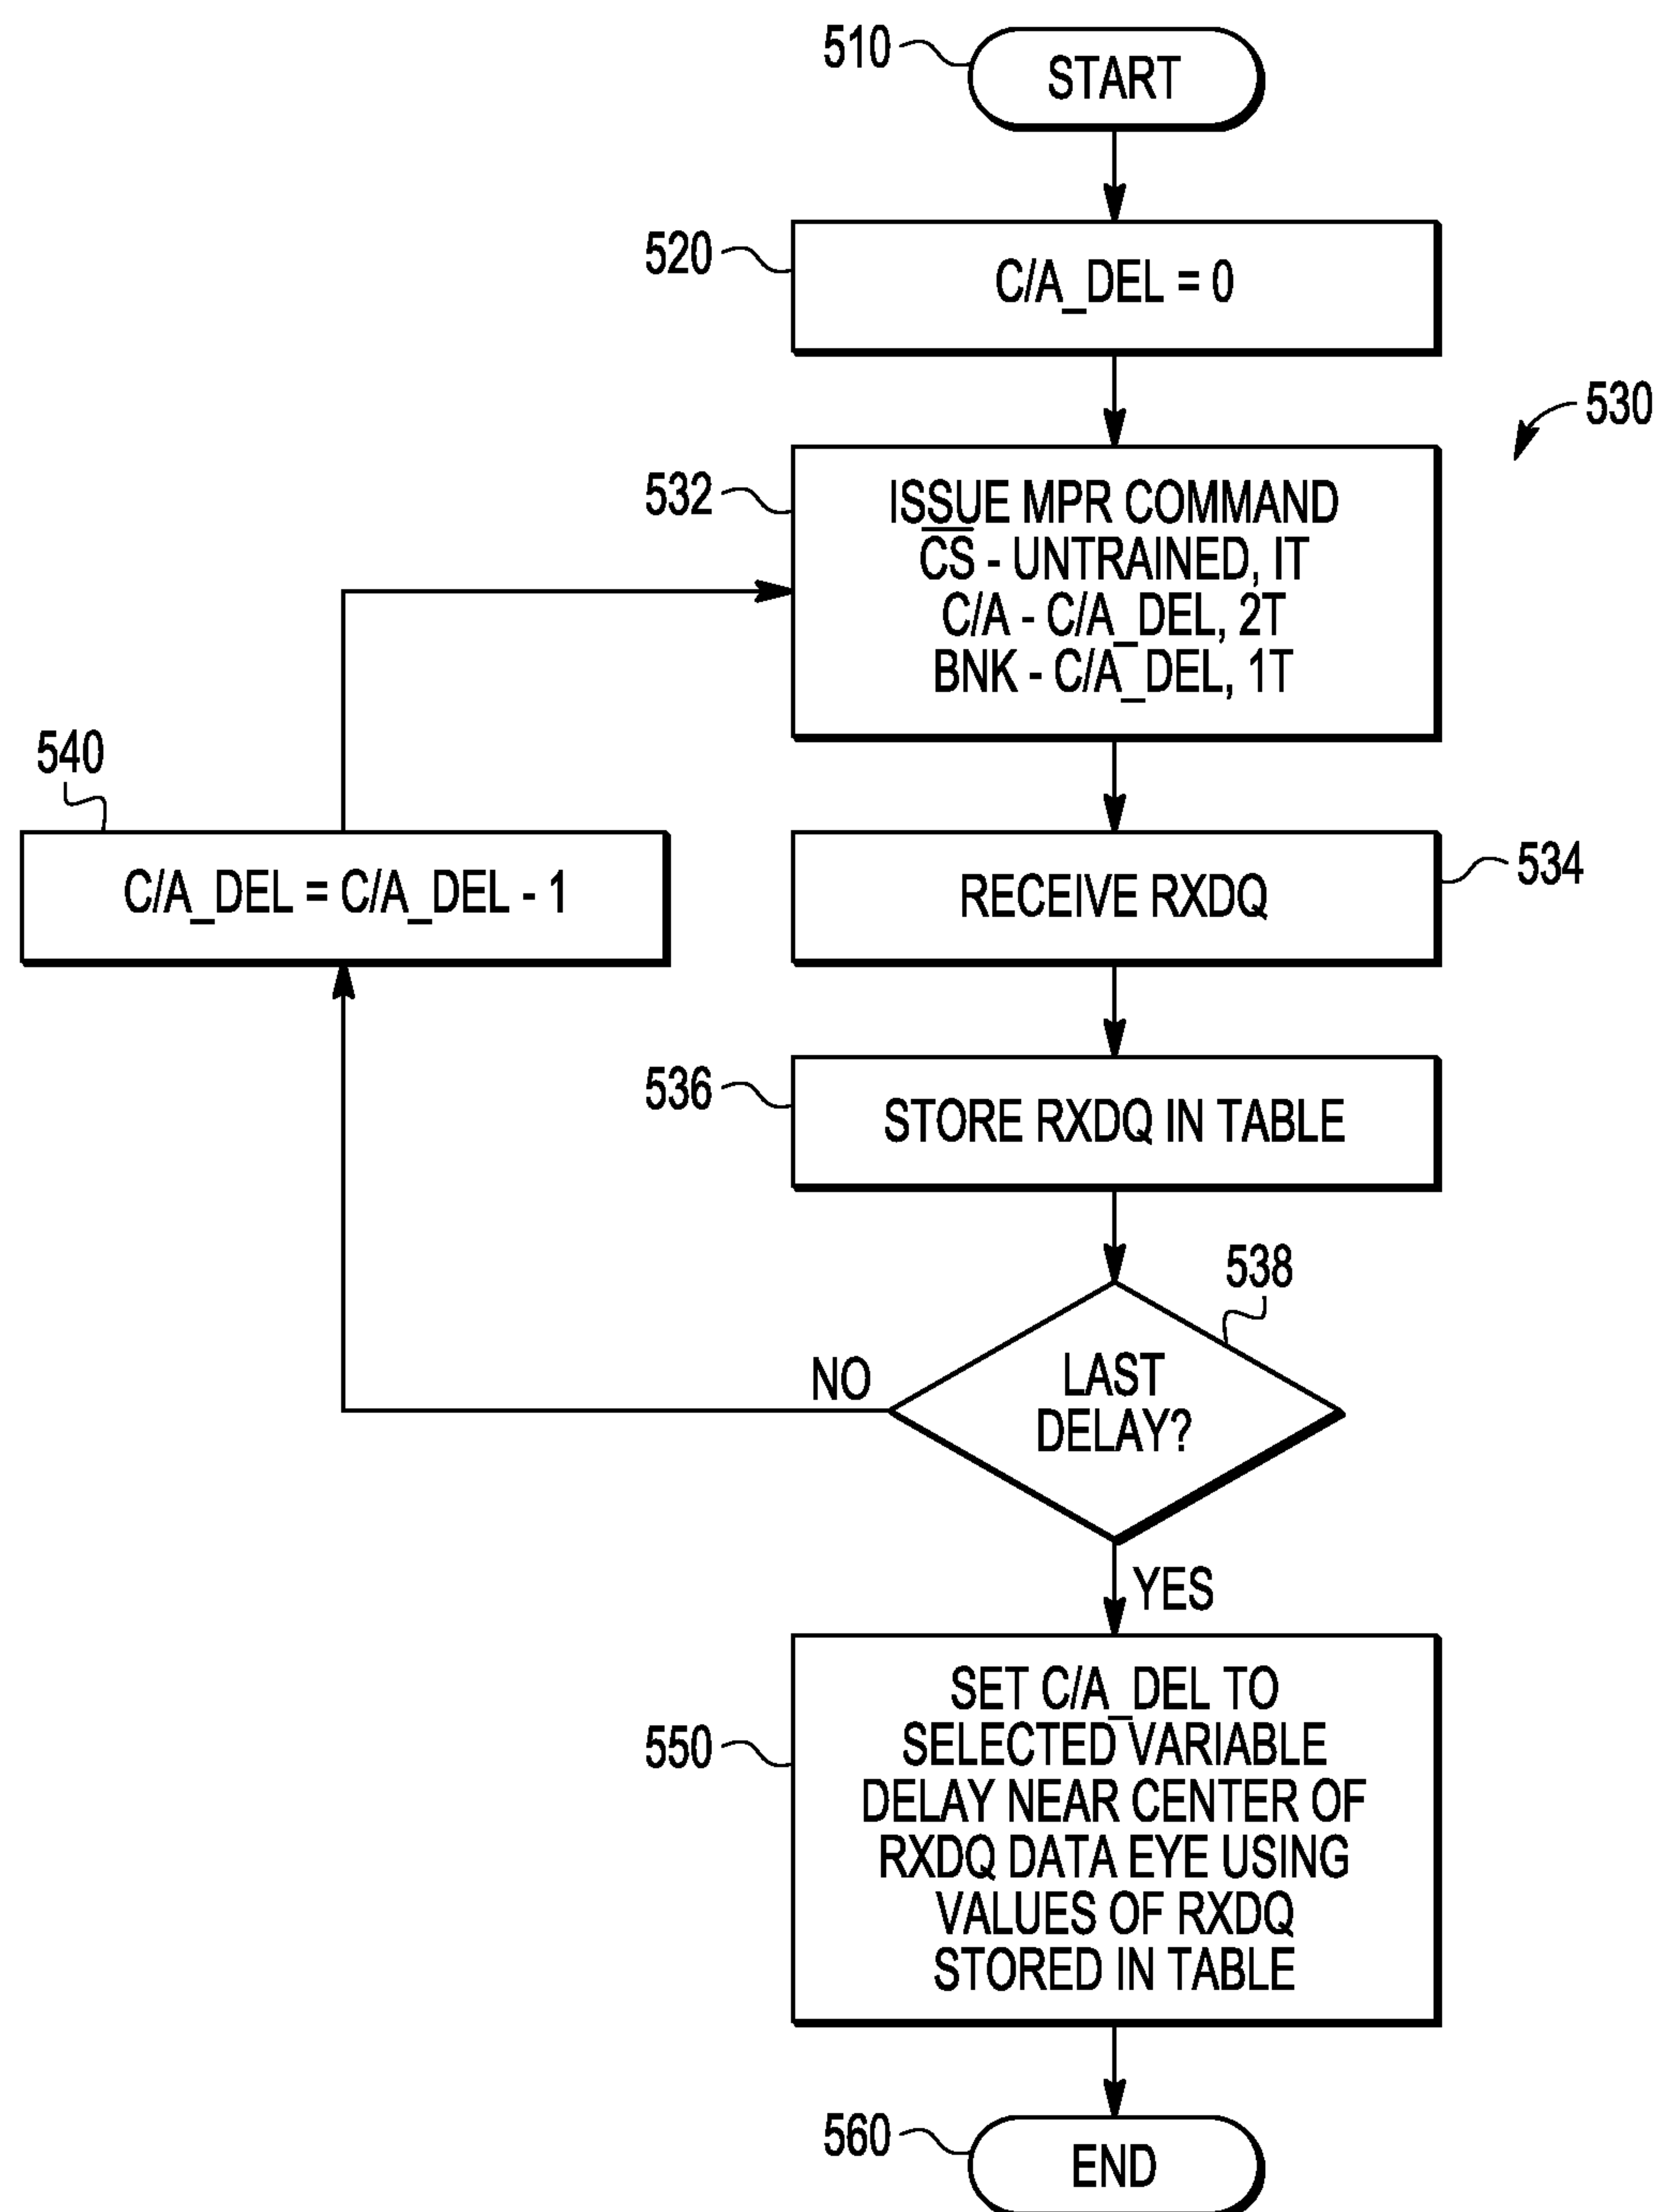 510
START
520
C/A_DEL = 0
530
532
ISSUE MPR COMMAND
C̅S̅ - UNTRAINED, IT
C/A - C/A_DEL, 2T
BNK - C/A_DEL, 1T
540
C/A_DEL = C/A_DEL - 1
RECEIVE RXDQ
534
536
STORE RXDQ IN TABLE
538
LAST
DELAY?
NO
YES
550
SET C/A_DEL TO
SELECTED VARIABLE
DELAY NEAR CENTER OF
RXDQ DATA EYE USING
VALUES OF RXDQ
STORED IN TABLE
560
END